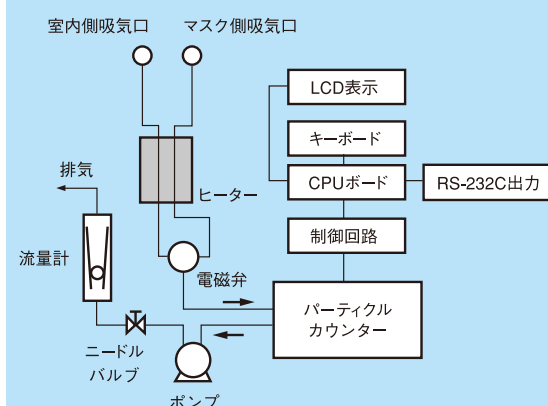 室内側吸気口
マスク側吸気口
LCD表示
キーボード
CPUボード
RS-232C出力
制御回路
ヒーター
排気
流量計
電磁弁
パーティクル
カウンター
ニードル
バルブ
ポンプ